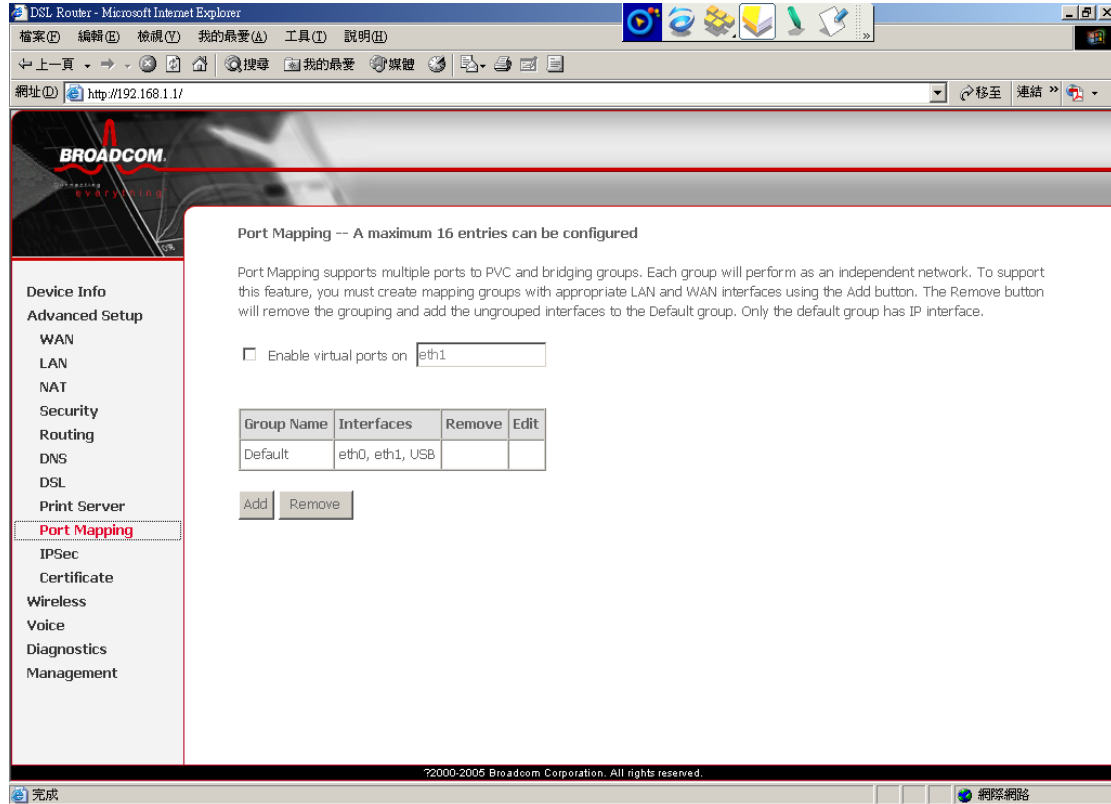 DSL Router - Microsoft Internet Explorer
檔案(F) 編輯(E) 檢視(V) 我的最愛(A) 工具(T) 說明(H)
上一頁 搜尋 我的最愛 媒體
網址(D) http://192.168.1.1/ 移至 連結 »
BROADCOM.
Connecting
everything
Port Mapping -- A maximum 16 entries can be configured
Port Mapping supports multiple ports to PVC and bridging groups. Each group will perform as an independent network. To support
this feature, you must create mapping groups with appropriate LAN and WAN interfaces using the Add button. The Remove button
will remove the grouping and add the ungrouped interfaces to the Default group. Only the default group has IP interface.
Enable virtual ports on eth1
Group Name Interfaces Remove Edit
Default eth0, eth1, USB
Add Remove
Device Info
Advanced Setup
WAN
LAN
NAT
Security
Routing
DNS
DSL
Print Server
Port Mapping
IPSec
Certificate
Wireless
Voice
Diagnostics
Management
?2000-2005 Broadcom Corporation. All rights reserved.
完成 網際網路